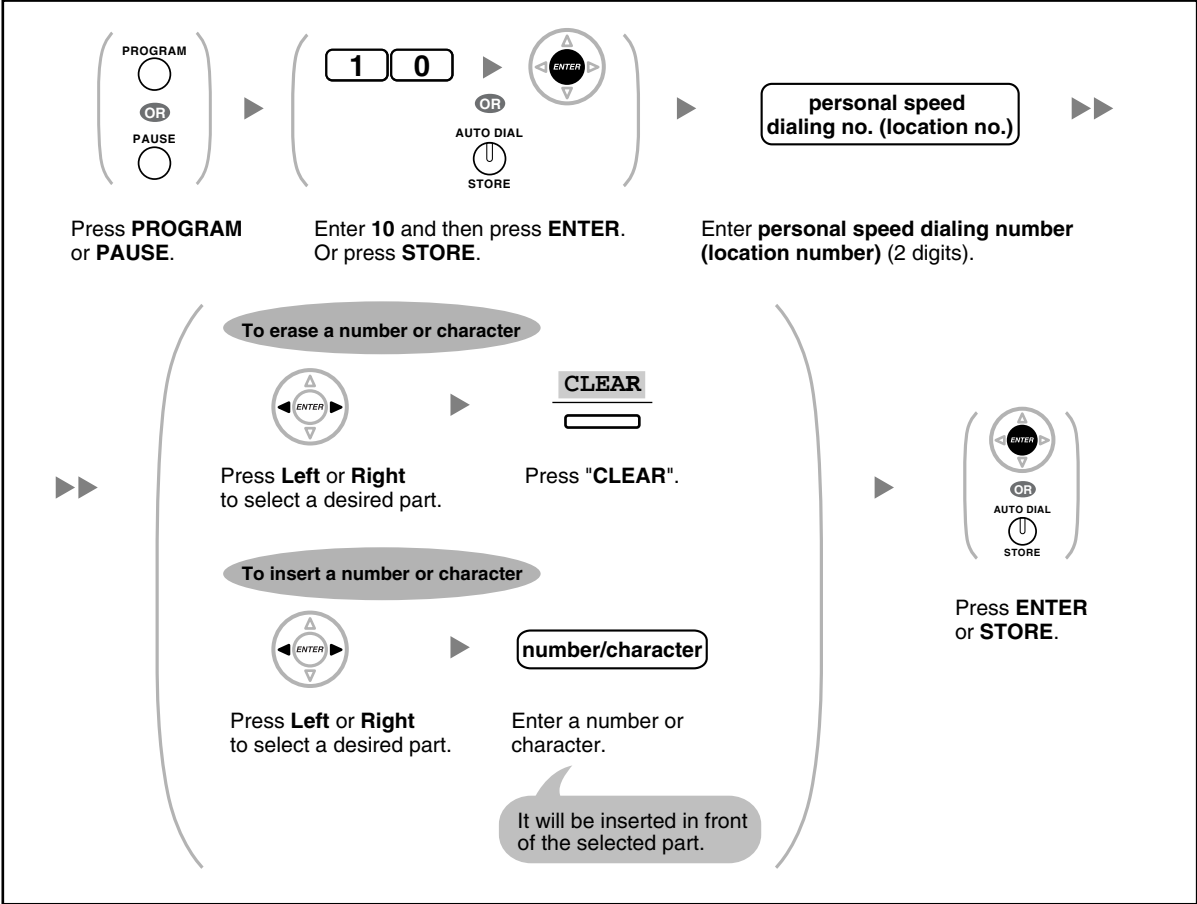 PROGRAM
OR
PAUSE
1 0
ENTER
OR
AUTO DIAL
STORE
personal speed
dialing no. (location no.)
Press PROGRAM
or PAUSE.
Enter 10 and then press ENTER.
Or press STORE.
Enter personal speed dialing number
(location number) (2 digits).
To erase a number or character
ENTER
CLEAR
Press Left or Right
to select a desired part.
Press "CLEAR".
To insert a number or character
ENTER
number/character
Press Left or Right
to select a desired part.
Enter a number or
character.
It will be inserted in front
of the selected part.
ENTER
OR
AUTO DIAL
STORE
Press ENTER
or STORE.